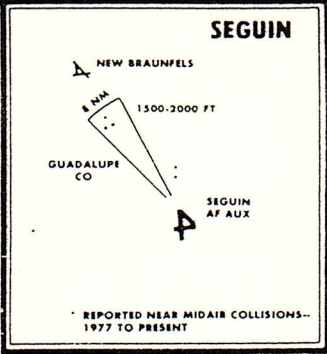 SEGUIN
NEW BRAUNFELS
8 NM
1500-2000 FT
GUADALUPE
CO
SEGUIN
AF AUX
· REPORTED NEAR MIDAIR COLLISIONS--
1977 TO PRESENT